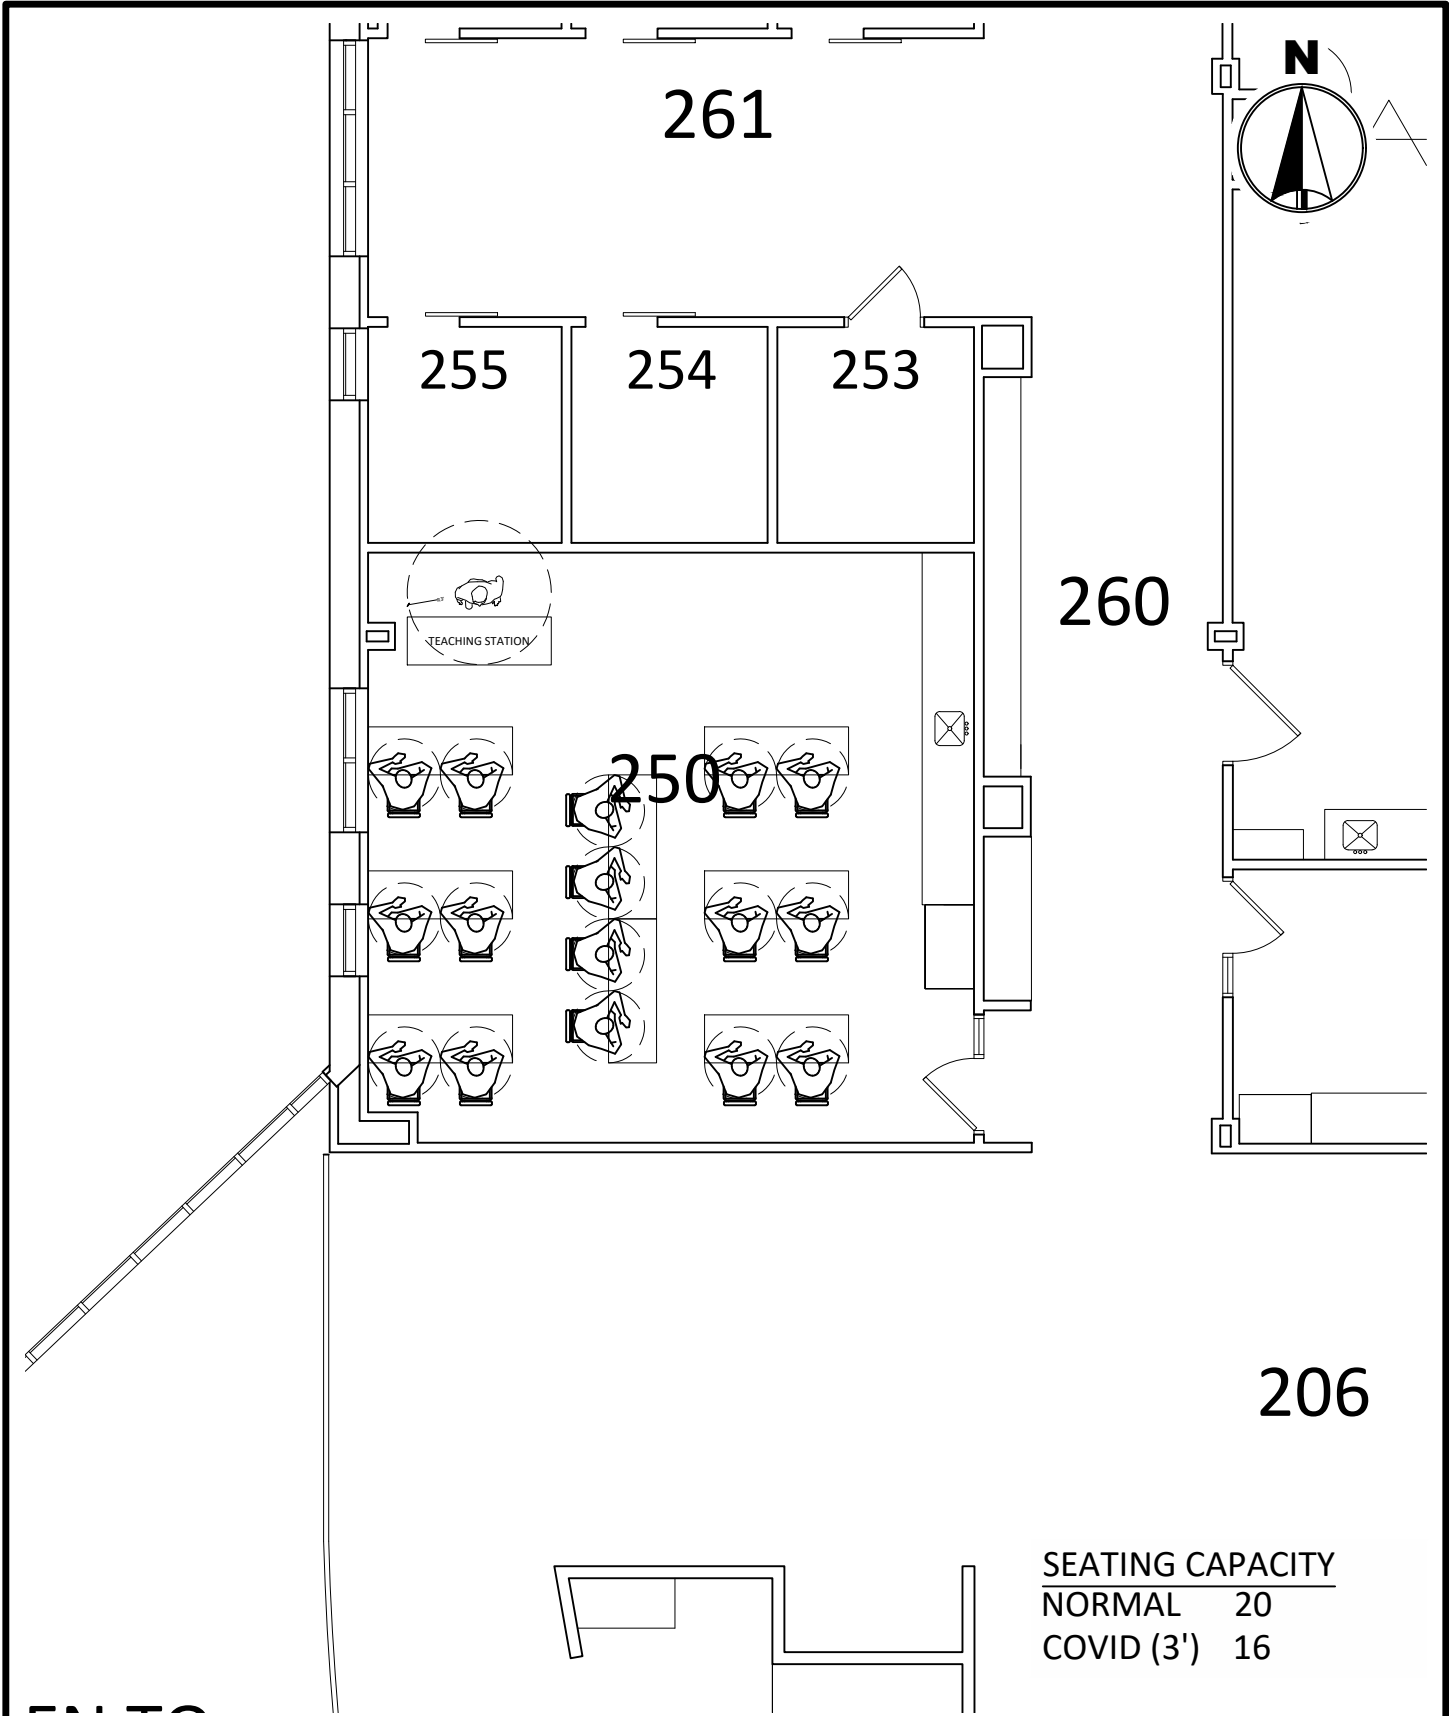 N
261
255
254
253
260
TEACHING STATION
250
206
SEATING CAPACITY
NORMAL 20
COVID (3') 16